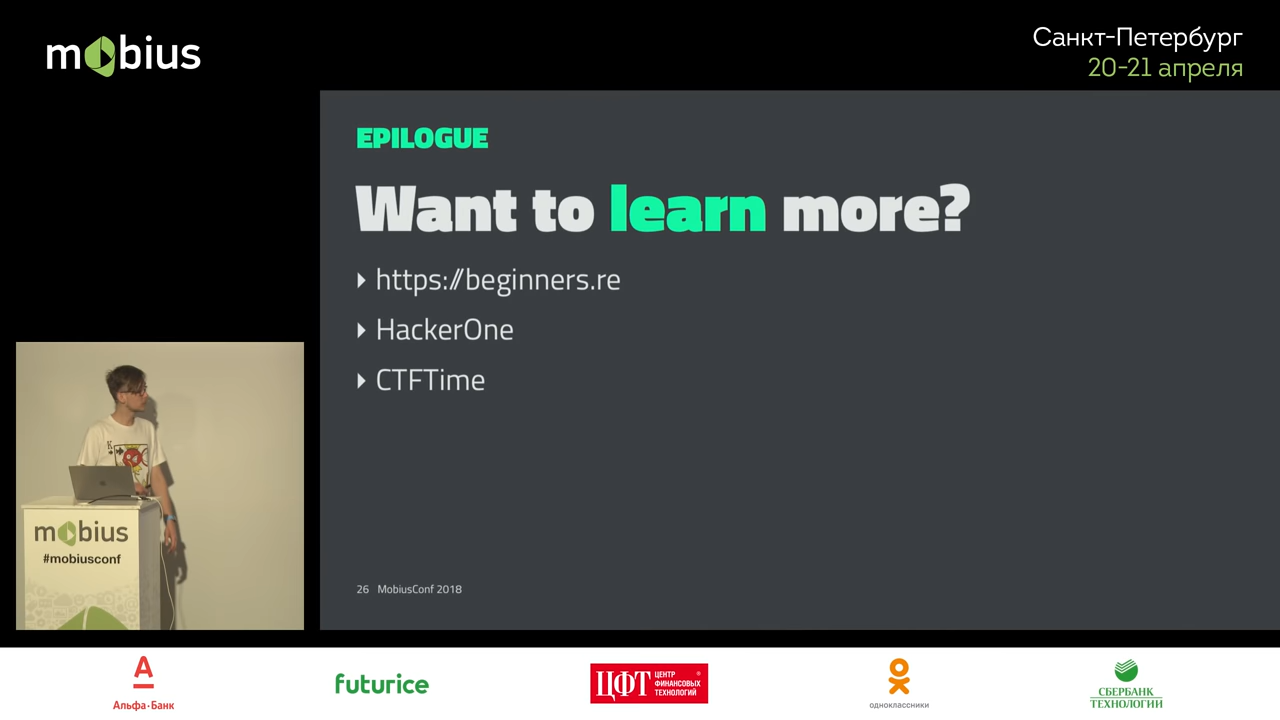 mobius
Санкт-Петербург
20-21 апреля
EPILOGUE
Want to learn more?
https://beginners.re
HackerOne
CTFTime
26 MobiusConf 2018
K
mobius
#mobiusconf
Альфа·Банк
futurice
ЦФТ
ЦЕНТР
ФИНАНСОВЫХ
ТЕХНОЛОГИЙ
одноклассники
СБЕРБАНК
ТЕХНОЛОГИИ